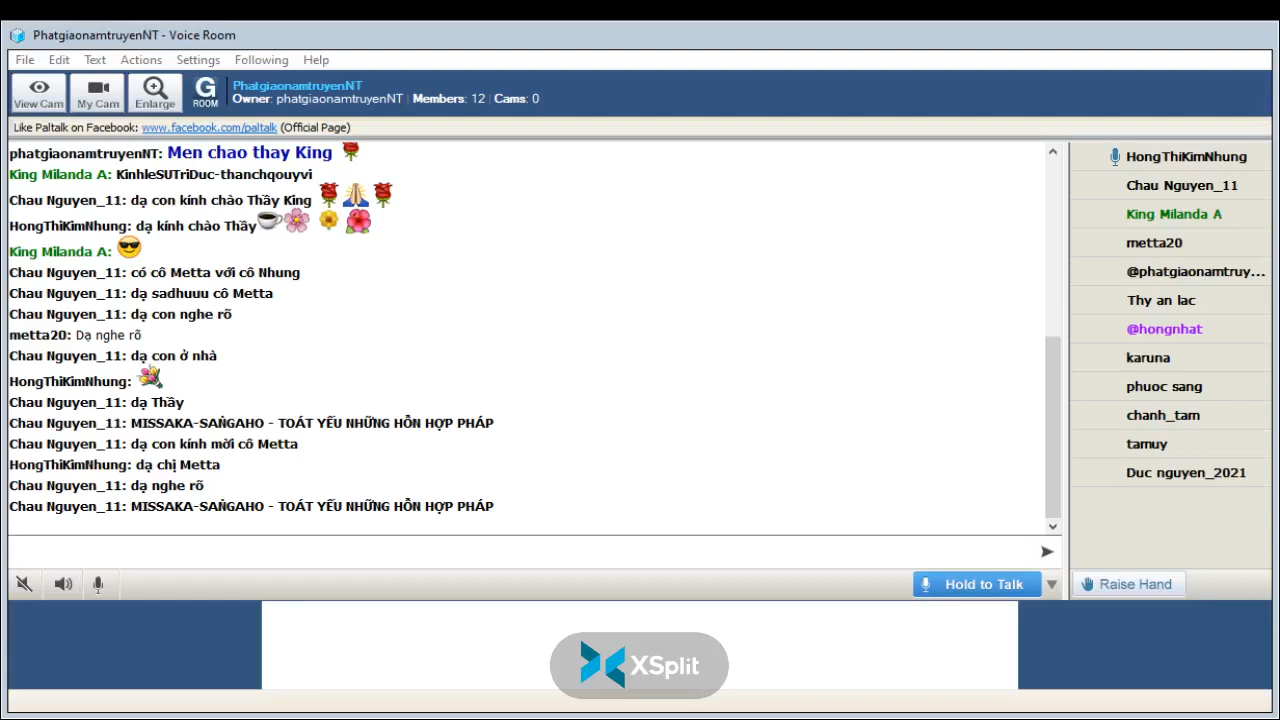 PhatgiaonamtruyenNT - Voice Room
File Edit Text Actions Settings Following Help
View Cam
My Cam
Enlarge
G ROOM
PhatgiaonamtruyenNT
Owner: phatgiaonamtruyenNT | Members: 12 | Cams: 0
Like Paltalk on Facebook: www.facebook.com/paltalk (Official Page)
phatgiaonamtruyenNT: Men chao thay King
King Milanda A: KinhleSUTriDuc-thanchqouyvi
Chau Nguyen_11: dạ con kính chào Thầy King
HongThiKimNhung: dạ kính chào Thầy
King Milanda A:
Chau Nguyen_11: có cô Metta với cô Nhung
Chau Nguyen_11: dạ sadhuuu cô Metta
Chau Nguyen_11: dạ con nghe rõ
metta20: Dạ nghe rõ
Chau Nguyen_11: dạ con ở nhà
HongThiKimNhung:
Chau Nguyen_11: dạ Thầy
Chau Nguyen_11: MISSAKA-SAṄGAHO - TOÁT YẾU NHỮNG HỖN HỢP PHÁP
Chau Nguyen_11: dạ con kính mời cô Metta
HongThiKimNhung: dạ chị Metta
Chau Nguyen_11: dạ nghe rõ
Chau Nguyen_11: MISSAKA-SAṄGAHO - TOÁT YẾU NHỮNG HỖN HỢP PHÁP
HongThiKimNhung
Chau Nguyen_11
King Milanda A
metta20
@phatgiaonamtruy...
Thy an lac
@hongnhat
karuna
phuoc sang
chanh_tam
tamuy
Duc nguyen_2021
Hold to Talk
Raise Hand
XSplit